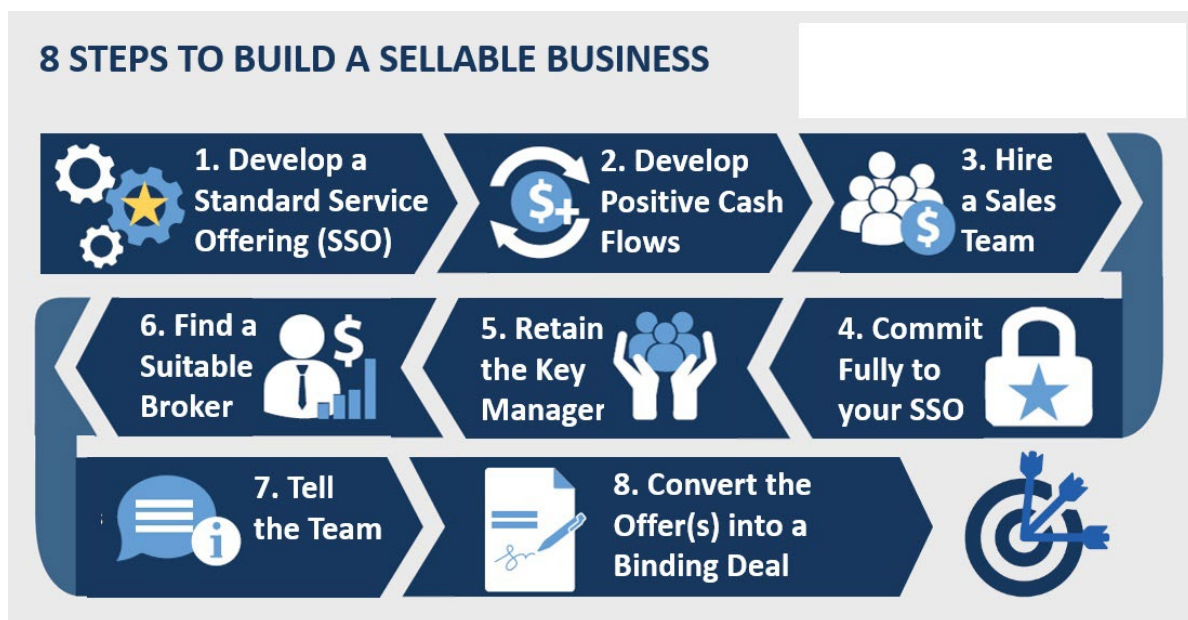 8 STEPS TO BUILD A SELLABLE BUSINESS
1. Develop a
Standard Service
Offering (SSO)
$+
2. Develop
Positive Cash
Flows
$
3. Hire
a Sales
Team
4. Commit
Fully to
your SSO
5. Retain
the Key
Manager
6. Find a
Suitable
Broker
$
7. Tell
the Team
i
8. Convert the
Offer(s) into a
Binding Deal